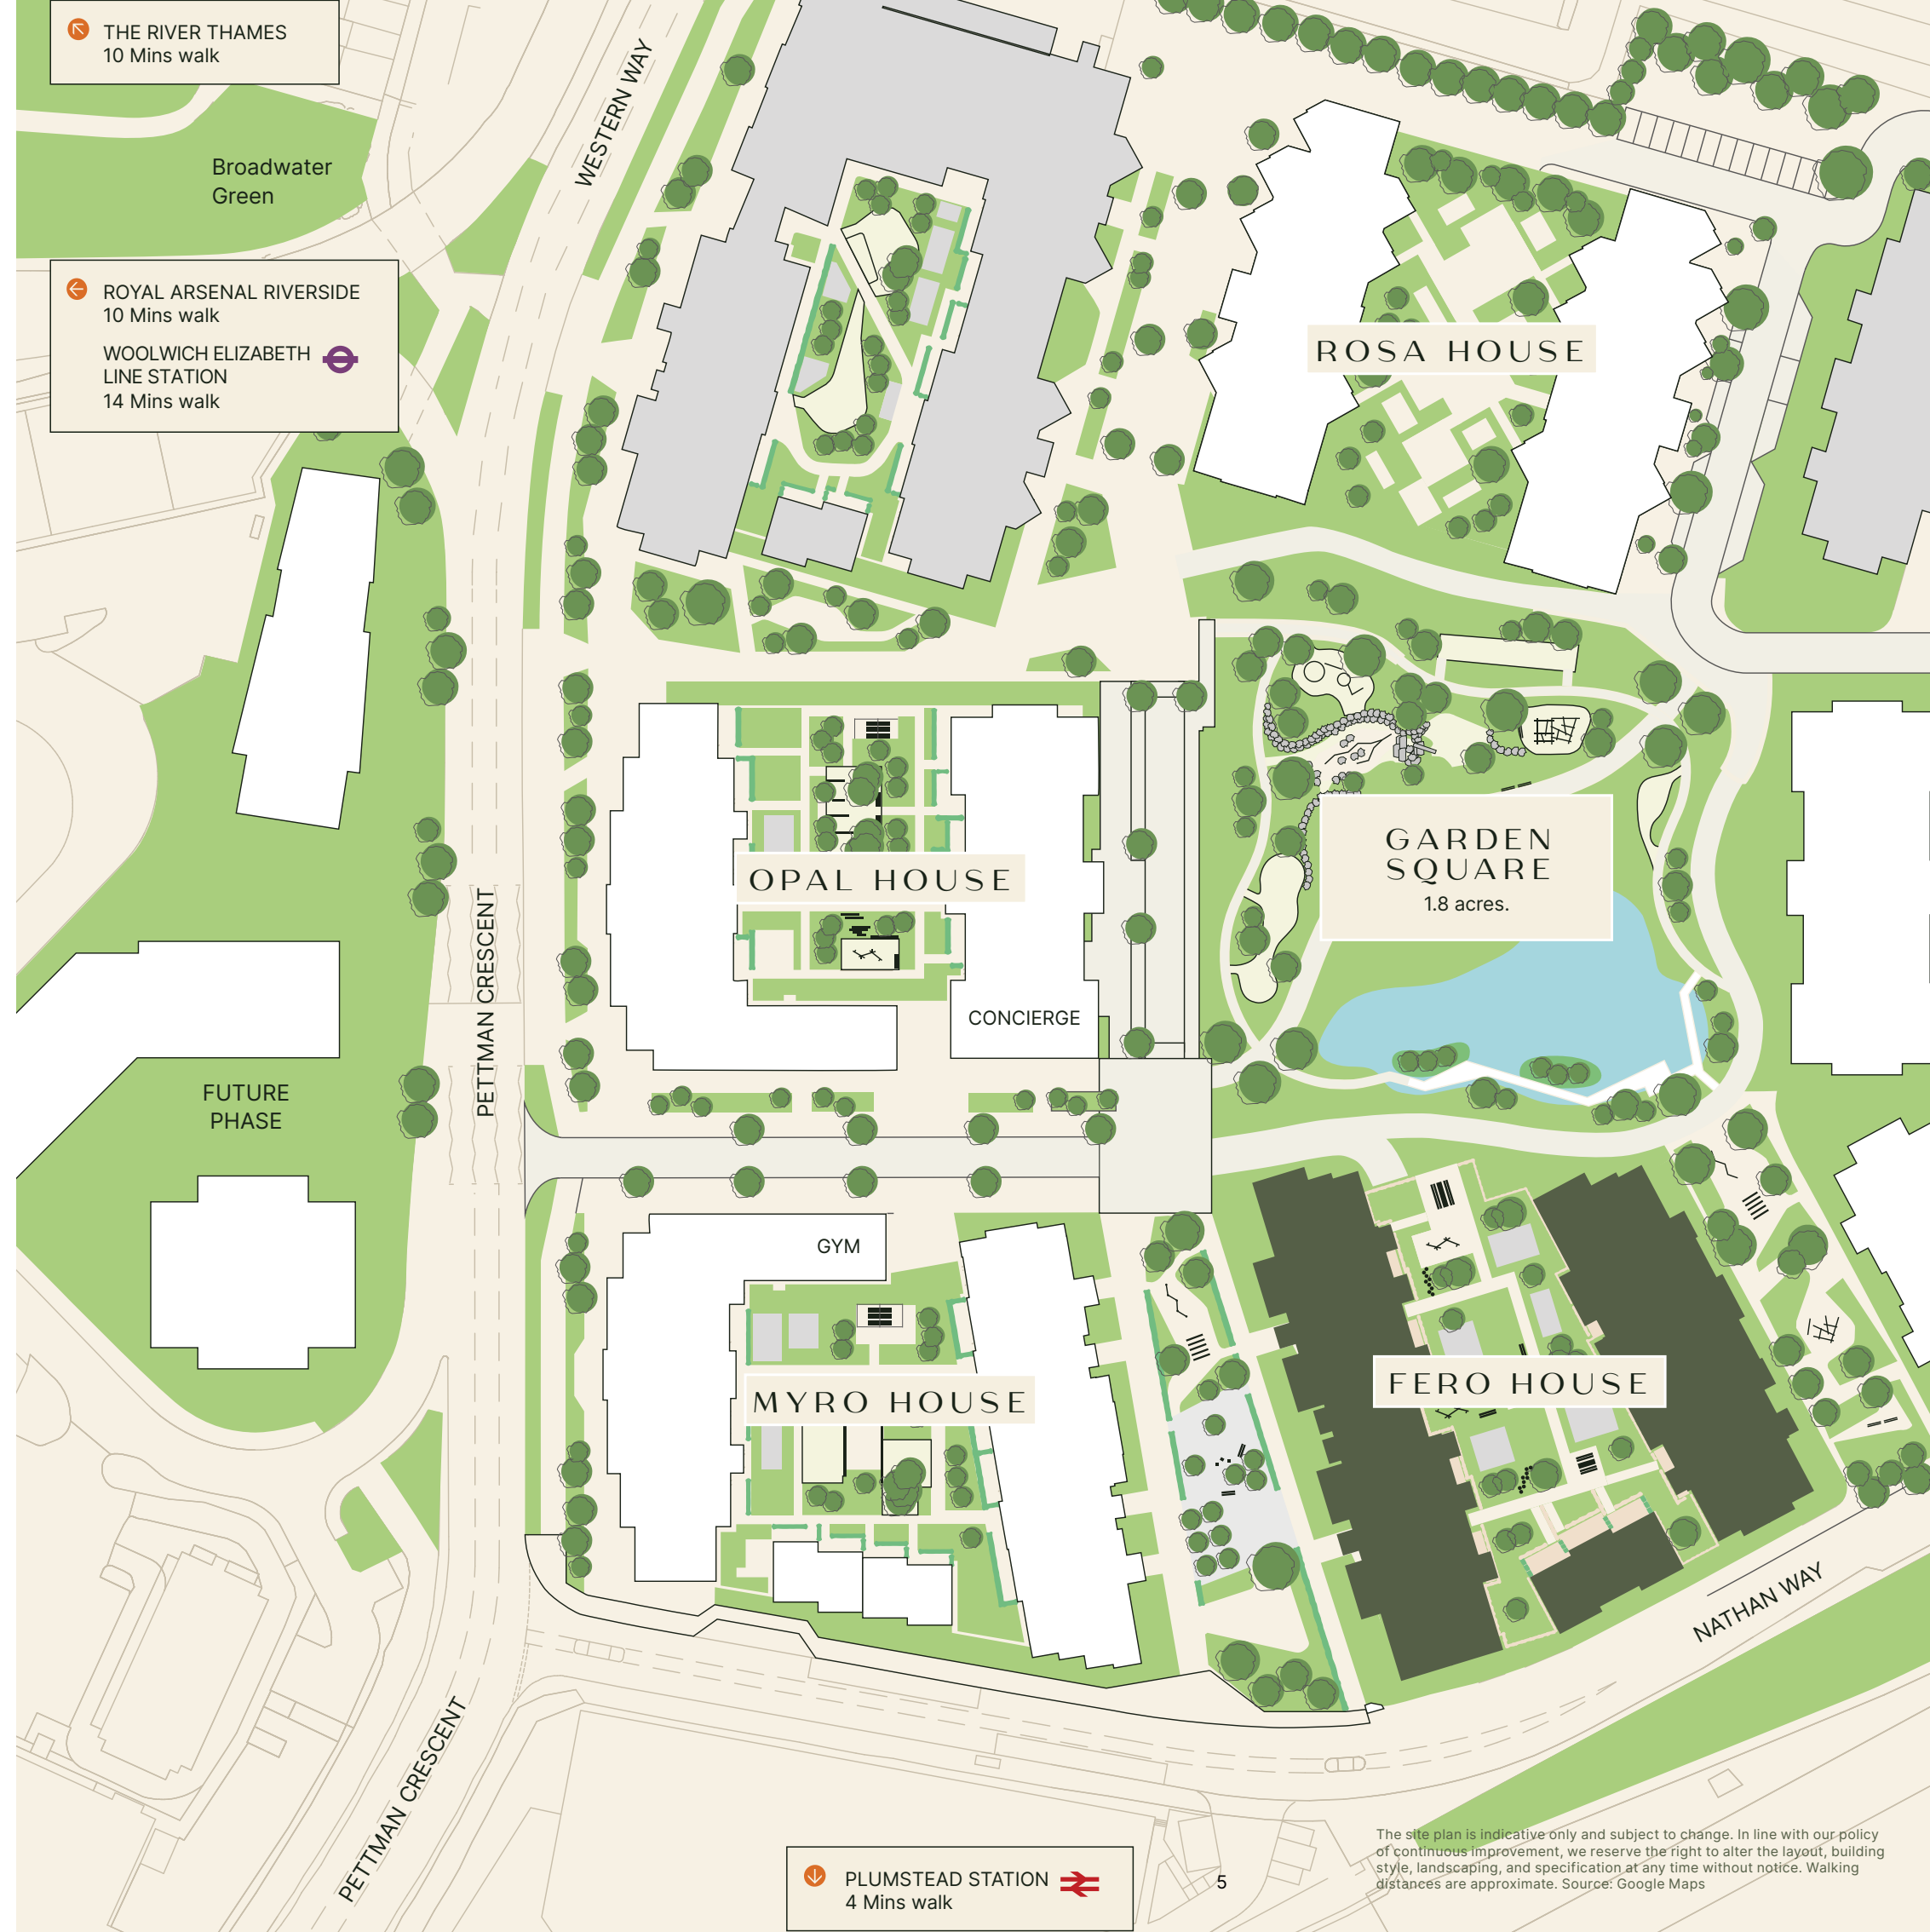 THE RIVER THAMES
10 Mins walk
WESTERN WAY
Broadwater
Green
ROYAL ARSENAL RIVERSIDE
10 Mins walk
WOOLWICH ELIZABETH
LINE STATION
14 Mins walk
ROSA HOUSE
GARDEN
SQUARE
1.8 acres.
OPAL HOUSE
PETTMAN CRESCENT
CONCIERGE
FUTURE
PHASE
GYM
MYRO HOUSE
FERO HOUSE
NATHAN WAY
PETTMAN CRESCENT
PLUMSTEAD STATION
4 Mins walk
5
The site plan is indicative only and subject to change. In line with our policy
of continuous improvement, we reserve the right to alter the layout, building
style, landscaping, and specification at any time without notice. Walking
distances are approximate. Source: Google Maps